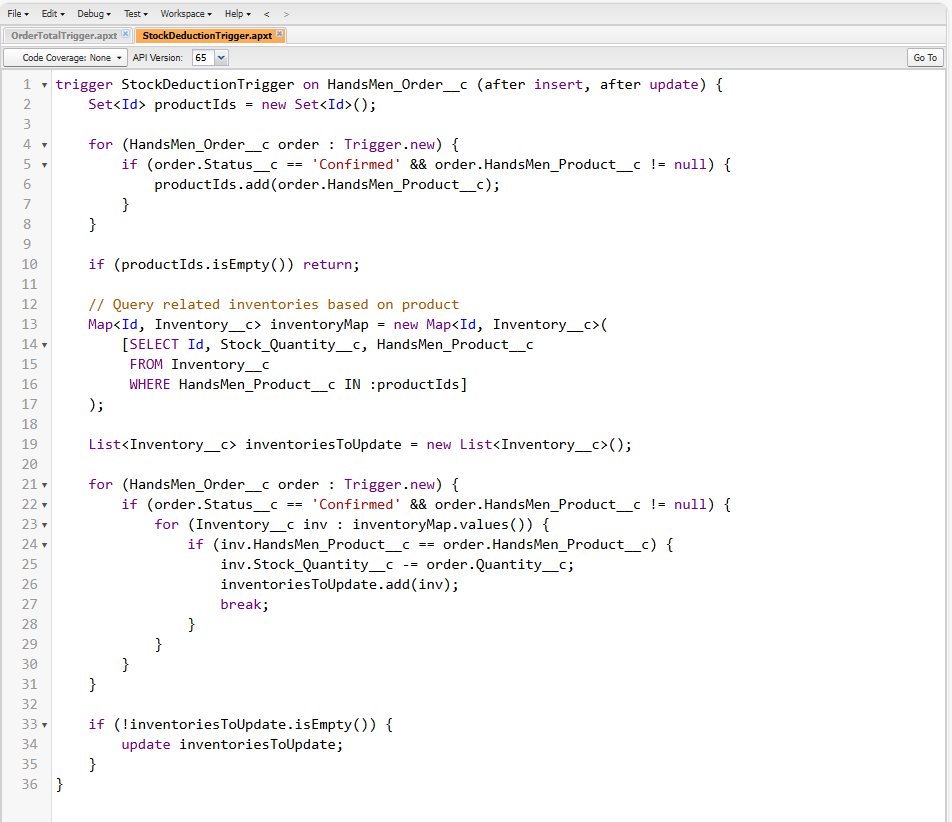 File Edit Debug Test Workspace Help < >
OrderTotalTrigger.apxt StockDeductionTrigger.apxt
Code Coverage: None API Version: 65 Go To
1 trigger StockDeductionTrigger on HandsMen_Order__c (after insert, after update) {
2     Set<Id> productIds = new Set<Id>();
3
4     for (HandsMen_Order__c order : Trigger.new) {
5         if (order.Status__c == 'Confirmed' && order.HandsMen_Product__c != null) {
6             productIds.add(order.HandsMen_Product__c);
7         }
8     }
9
10     if (productIds.isEmpty()) return;
11
12     // Query related inventories based on product
13     Map<Id, Inventory__c> inventoryMap = new Map<Id, Inventory__c>(
14         [SELECT Id, Stock_Quantity__c, HandsMen_Product__c
15          FROM Inventory__c
16          WHERE HandsMen_Product__c IN :productIds]
17     );
18
19     List<Inventory__c> inventoriesToUpdate = new List<Inventory__c>();
20
21     for (HandsMen_Order__c order : Trigger.new) {
22         if (order.Status__c == 'Confirmed' && order.HandsMen_Product__c != null) {
23             for (Inventory__c inv : inventoryMap.values()) {
24                 if (inv.HandsMen_Product__c == order.HandsMen_Product__c) {
25                     inv.Stock_Quantity__c -= order.Quantity__c;
26                     inventoriesToUpdate.add(inv);
27                     break;
28                 }
29             }
30         }
31     }
32
33     if (!inventoriesToUpdate.isEmpty()) {
34         update inventoriesToUpdate;
35     }
36 }